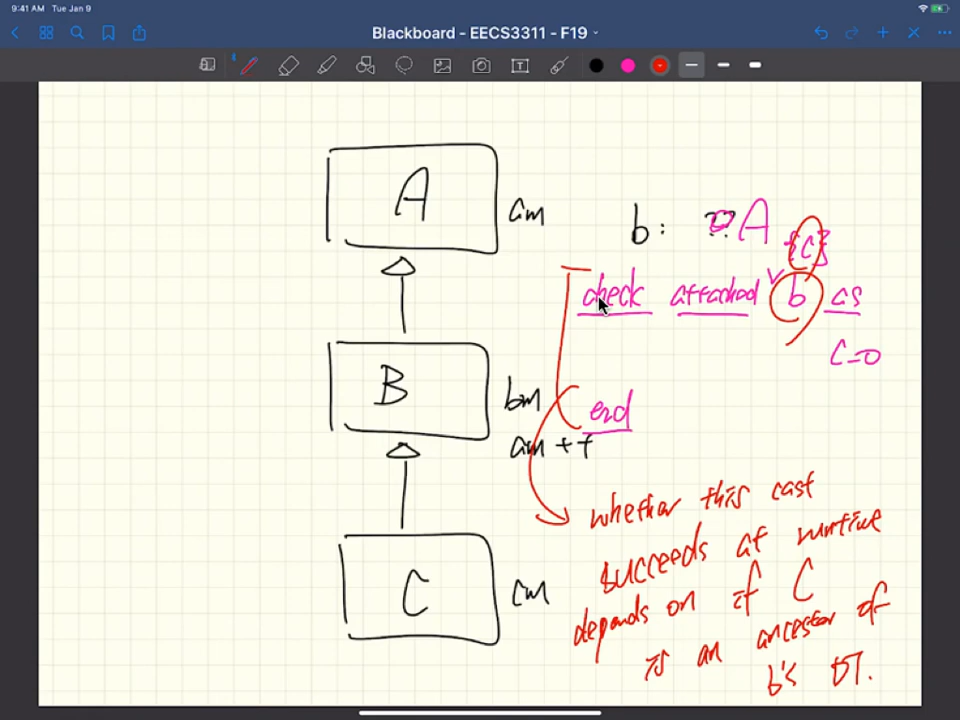 9:41 AM Tue Jan 9
Blackboard - EECS3311 - F19
A
am
b: ?? A
{C}
check attached b as
C_o
B
bm
am ++
end
C
cm
whether this cast
succeeds at runtime
depends on if C
is an ancestor of
b's DT.